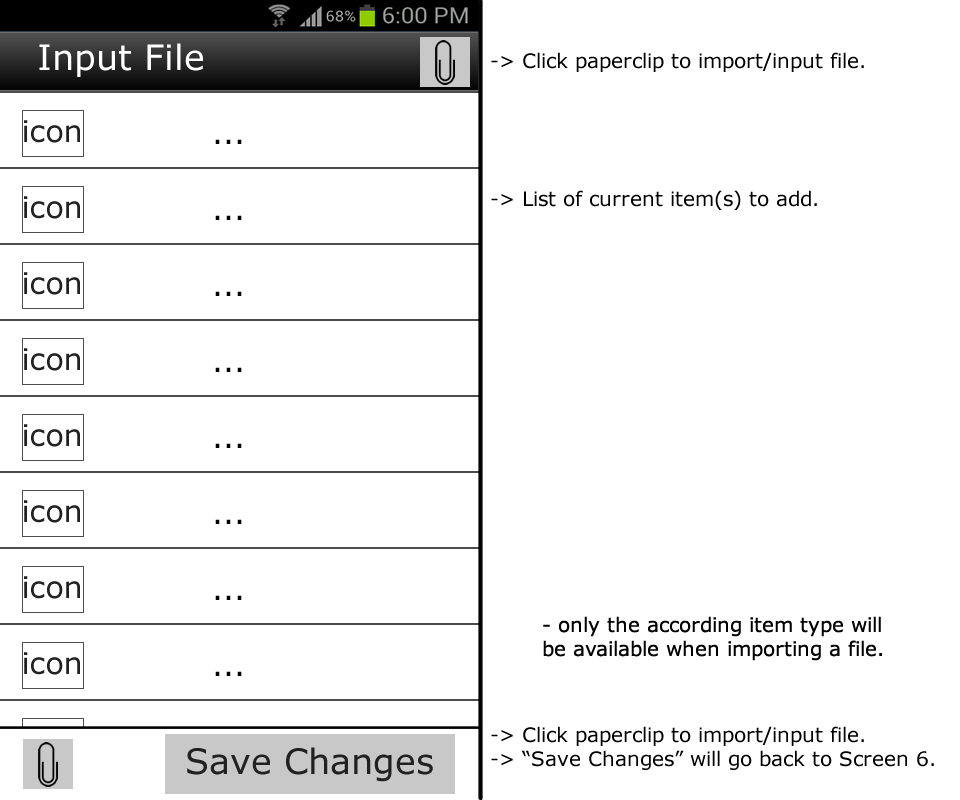 68% 6:00 PM
Input File
-> Click paperclip to import/input file.
icon ...
icon ...
-> List of current item(s) to add.
icon ...
icon ...
icon ...
icon ...
icon ...
- only the according item type will
be available when importing a file.
icon ...
Save Changes
-> Click paperclip to import/input file.
-> “Save Changes” will go back to Screen 6.